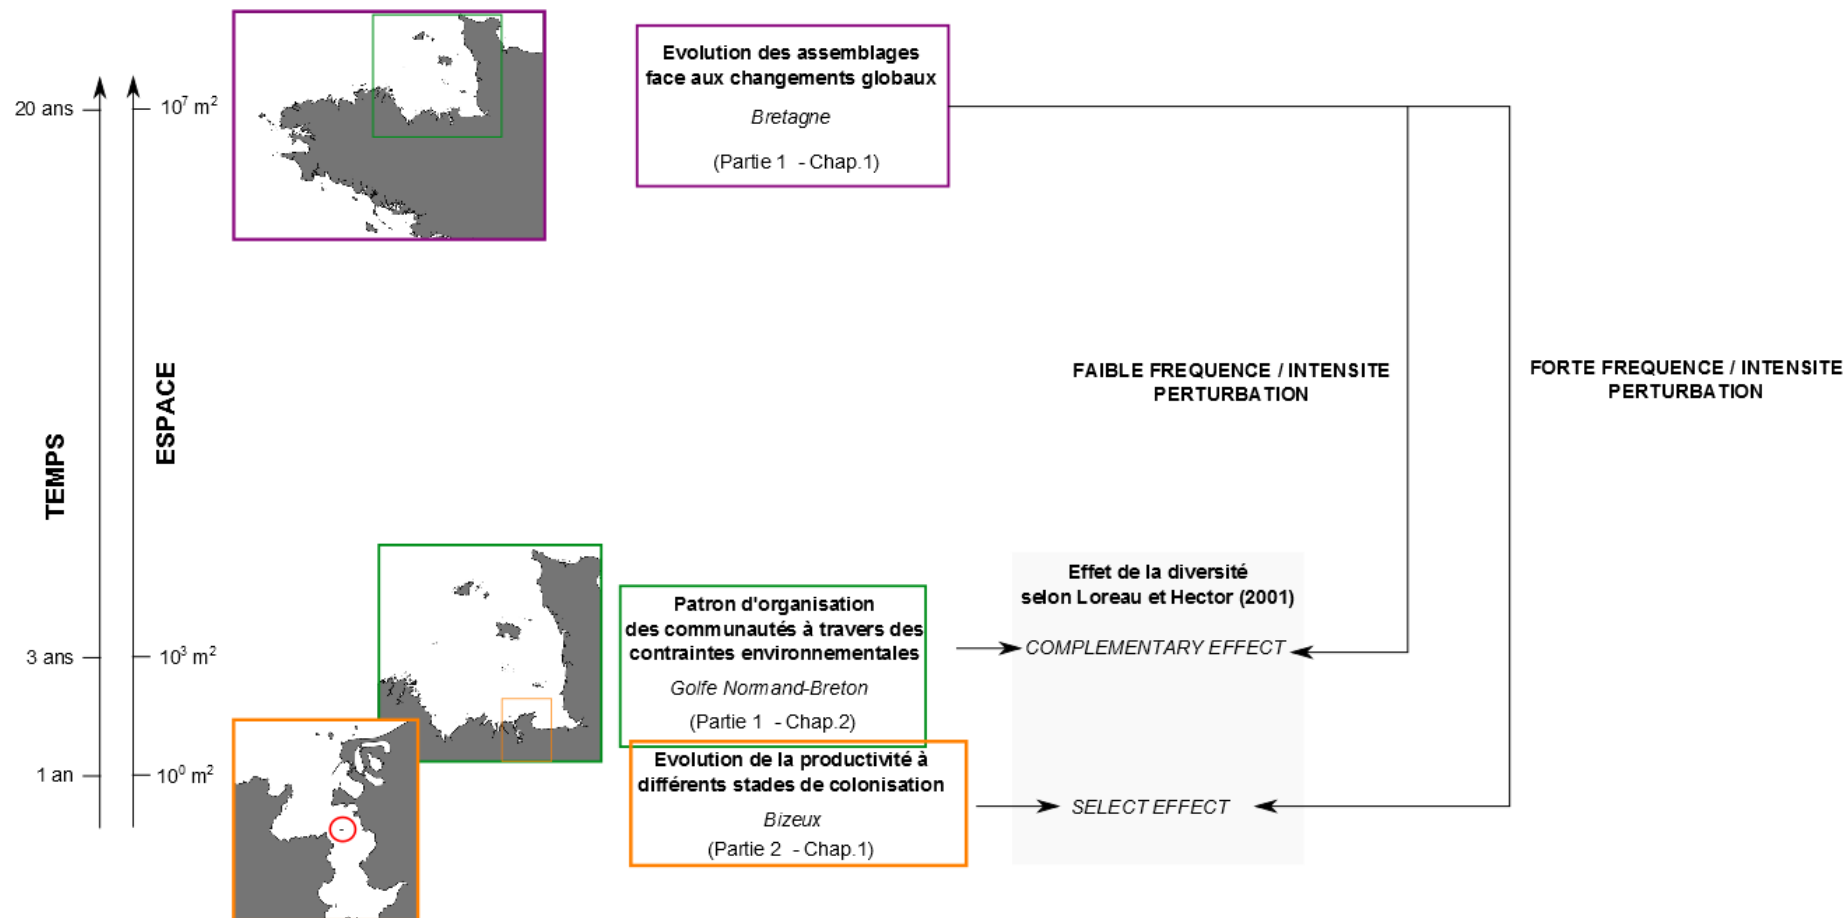 Evolution des assemblages
face aux changements globaux
Bretagne
(Partie 1 - Chap.1)
20 ans
10⁷ m²
TEMPS
ESPACE
FAIBLE FREQUENCE / INTENSITE
PERTURBATION
FORTE FREQUENCE / INTENSITE
PERTURBATION
3 ans
10³ m²
Patron d'organisation
des communautés à travers des
contraintes environnementales
Golfe Normand-Breton
(Partie 1 - Chap.2)
Effet de la diversité
selon Loreau et Hector (2001)
COMPLEMENTARY EFFECT
1 an
10⁰ m²
Evolution de la productivité à
différents stades de colonisation
Bizeux
(Partie 2 - Chap.1)
SELECT EFFECT